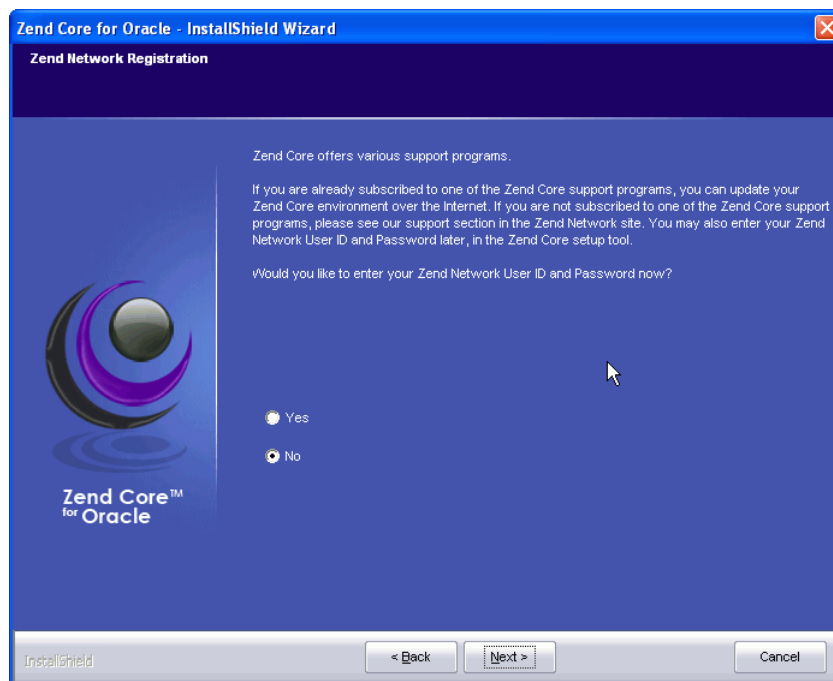 Zend Core for Oracle - InstallShield Wizard
Zend Network Registration
Zend Core offers various support programs.
If you are already subscribed to one of the Zend Core support programs, you can update your
Zend Core environment over the Internet. If you are not subscribed to one of the Zend Core support
programs, please see our support section in the Zend Network site. You may also enter your Zend
Network User ID and Password later, in the Zend Core setup tool.
Would you like to enter your Zend Network User ID and Password now?
Yes
No
Zend Core™
for Oracle
InstallShield
< Back
Next >
Cancel